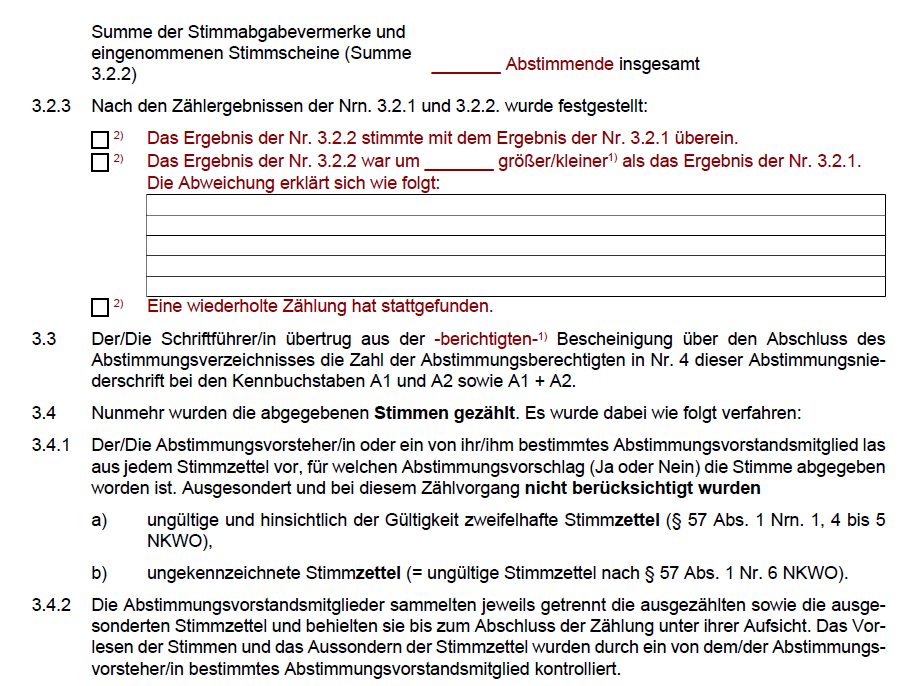 Summe der Stimmabgabevermerke und
eingenommenen Stimmscheine (Summe
3.2.2)
_______ Abstimmende insgesamt
3.2.3 Nach den Zählergebnissen der Nrn. 3.2.1 und 3.2.2. wurde festgestellt:
☐ 2) Das Ergebnis der Nr. 3.2.2 stimmte mit dem Ergebnis der Nr. 3.2.1 überein.
☐ 2) Das Ergebnis der Nr. 3.2.2 war um _______ größer/kleiner1) als das Ergebnis der Nr. 3.2.1.
Die Abweichung erklärt sich wie folgt:
☐ 2) Eine wiederholte Zählung hat stattgefunden.
3.3 Der/Die Schriftführer/in übertrug aus der -berichtigten-1) Bescheinigung über den Abschluss des
Abstimmungsverzeichnisses die Zahl der Abstimmungsberechtigten in Nr. 4 dieser Abstimmungsnie-
derschrift bei den Kennbuchstaben A1 und A2 sowie A1 + A2.
3.4 Nunmehr wurden die abgegebenen Stimmen gezählt. Es wurde dabei wie folgt verfahren:
3.4.1 Der/Die Abstimmungsvorsteher/in oder ein von ihr/ihm bestimmtes Abstimmungsvorstandsmitglied las
aus jedem Stimmzettel vor, für welchen Abstimmungsvorschlag (Ja oder Nein) die Stimme abgegeben
worden ist. Ausgesondert und bei diesem Zählvorgang nicht berücksichtigt wurden
a) ungültige und hinsichtlich der Gültigkeit zweifelhafte Stimmzettel (§ 57 Abs. 1 Nrn. 1, 4 bis 5
NKWO),
b) ungekennzeichnete Stimmzettel (= ungültige Stimmzettel nach § 57 Abs. 1 Nr. 6 NKWO).
3.4.2 Die Abstimmungsvorstandsmitglieder sammelten jeweils getrennt die ausgezählten sowie die ausge-
sonderten Stimmzettel und behielten sie bis zum Abschluss der Zählung unter ihrer Aufsicht. Das Vor-
lesen der Stimmen und das Aussondern der Stimmzettel wurden durch ein von dem/der Abstimmungs-
vorsteher/in bestimmtes Abstimmungsvorstandsmitglied kontrolliert.